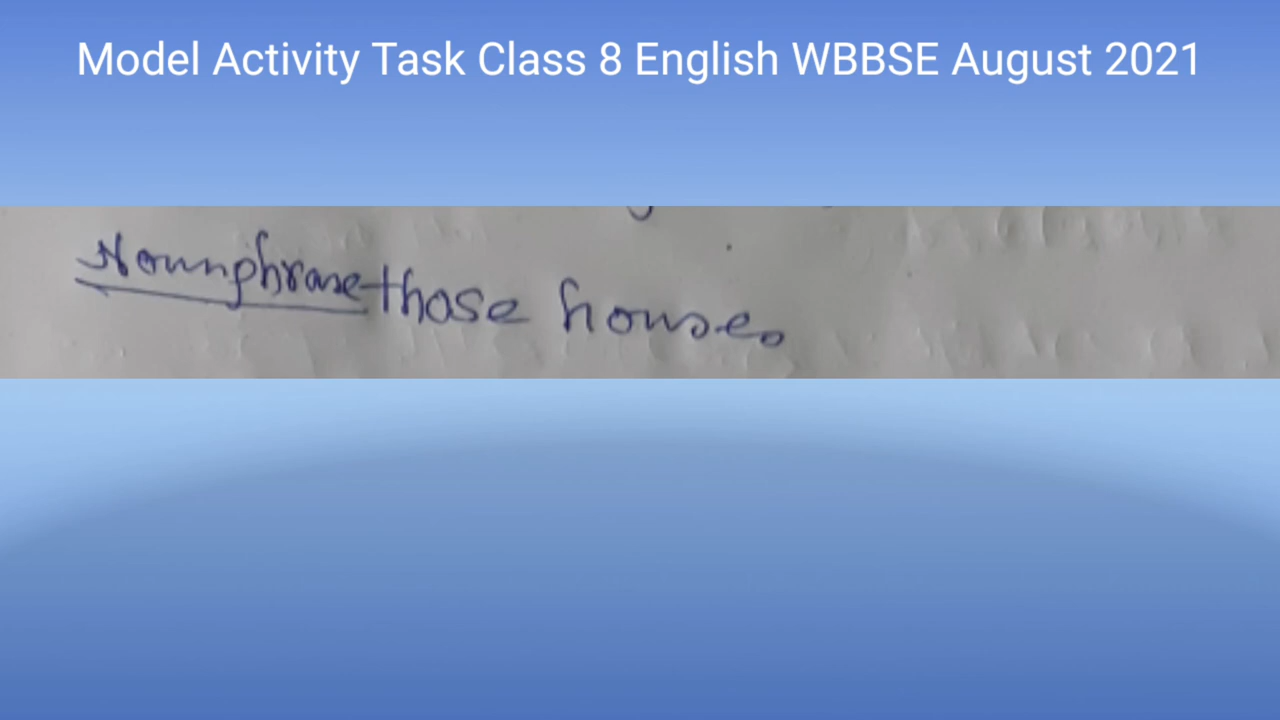 Model Activity Task Class 8 English WBBSE August 2021
Nounphrase-those houses